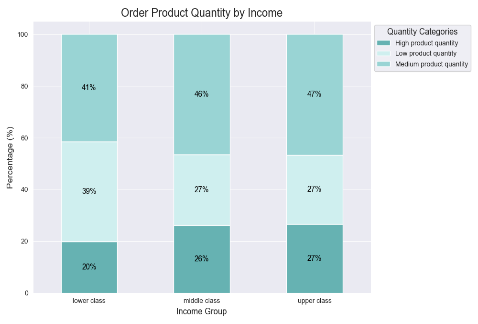 Order Product Quantity by Income
Quantity Categories
High product quantity
Low product quantity
Medium product quantity
Percentage (%)
100
80
60
40
20
0
41%
46%
47%
39%
27%
27%
20%
26%
27%
lower class
middle class
upper class
Income Group